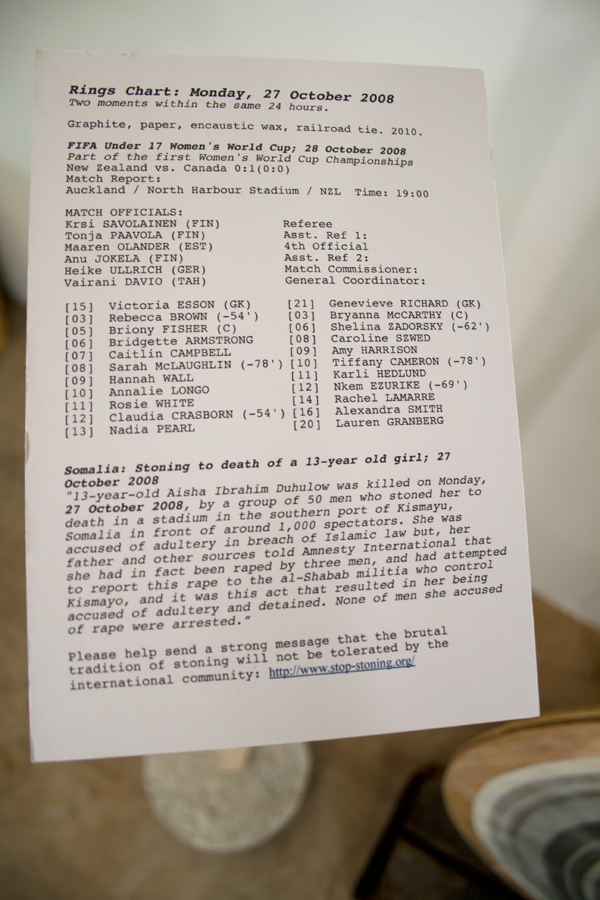 Rings Chart: Monday, 27 October 2008
Two moments within the same 24 hours.
Graphite, paper, encaustic wax, railroad tie. 2010.
FIFA Under 17 Women's World Cup; 28 October 2008
Part of the first Women's World Cup Championships
New Zealand vs. Canada 0:1(0:0)
Match Report:
Auckland / North Harbour Stadium / NZL Time: 19:00
MATCH OFFICIALS:
Krsi SAVOLAINEN (FIN) Referee
Tonja PAAVOLA (FIN) Asst. Ref 1:
Maaren OLANDER (EST) 4th Official
Anu JOKELA (FIN) Asst. Ref 2:
Heike ULLRICH (GER) Match Commissioner:
Vairani DAVIO (TAH) General Coordinator:
[15] Victoria ESSON (GK) [21] Genevieve RICHARD (GK)
[03] Rebecca BROWN (-54') [03] Bryanna McCARTHY (C)
[05] Briony FISHER (C) [06] Shelina ZADORSKY (-62')
[06] Bridgette ARMSTRONG [08] Caroline SZWED
[07] Caitlin CAMPBELL [09] Amy HARRISON
[08] Sarah McLAUGHLIN (-78') [10] Tiffany CAMERON (-78')
[09] Hannah WALL [11] Karli HEDLUND
[10] Annalie LONGO [12] Nkem EZURIKE (-69')
[11] Rosie WHITE [14] Rachel LAMARRE
[12] Claudia CRASBORN (-54') [16] Alexandra SMITH
[13] Nadia PEARL [20] Lauren GRANBERG
Somalia: Stoning to death of a 13-year old girl; 27
October 2008
"13-year-old Aisha Ibrahim Duhulow was killed on Monday,
27 October 2008, by a group of 50 men who stoned her to
death in a stadium in the southern port of Kismayu,
Somalia in front of around 1,000 spectators. She was
accused of adultery in breach of Islamic law but, her
father and other sources told Amnesty International that
she had in fact been raped by three men, and had attempted
to report this rape to the al-Shabab militia who control
Kismayo, and it was this act that resulted in her being
accused of adultery and detained. None of men she accused
of rape were arrested."
Please help send a strong message that the brutal
tradition of stoning will not be tolerated by the
international community: http://www.stop-stoning.org/